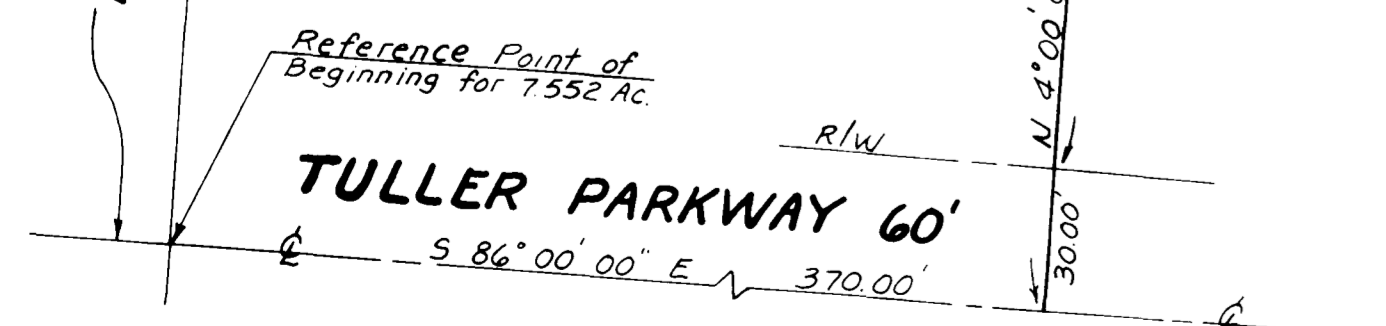 Reference Point of
Beginning for 7.552 Ac.
R/W
N 4°00'
TULLER PARKWAY 60'
30.00'
℄ S 86°00'00" E 370.00' ℄